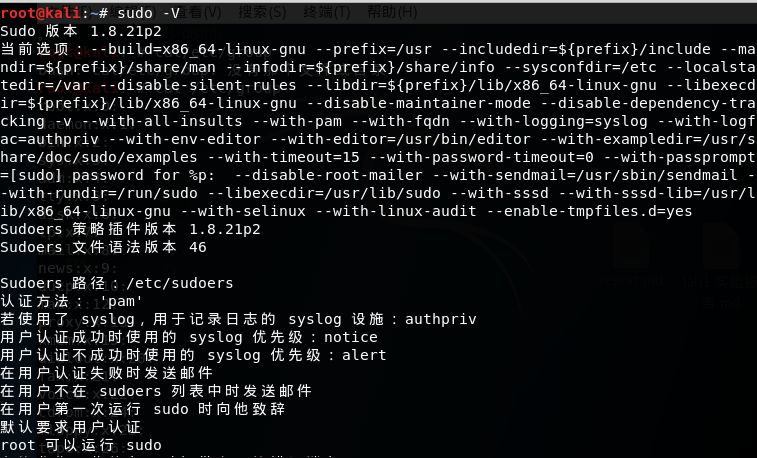 root@kali:~# sudo -V
Sudo 版本 1.8.21p2
当前选项：--build=x86_64-linux-gnu --prefix=/usr --includedir=${prefix}/include --ma
ndir=${prefix}/share/man --infodir=${prefix}/share/info --sysconfdir=/etc --localsta
tedir=/var --disable-silent-rules --libdir=${prefix}/lib/x86_64-linux-gnu --libexecd
ir=${prefix}/lib/x86_64-linux-gnu --disable-maintainer-mode --disable-dependency-tra
cking -v --with-all-insults --with-pam --with-fqdn --with-logging=syslog --with-logf
ac=authpriv --with-env-editor --with-editor=/usr/bin/editor --with-exampledir=/usr/s
hare/doc/sudo/examples --with-timeout=15 --with-password-timeout=0 --with-passprompt
=[sudo] password for %p:  --disable-root-mailer --with-sendmail=/usr/sbin/sendmail -
-with-rundir=/run/sudo --libexecdir=/usr/lib/sudo --with-sssd --with-sssd-lib=/usr/l
ib/x86_64-linux-gnu --with-selinux --with-linux-audit --enable-tmpfiles.d=yes
Sudoers 策略插件版本 1.8.21p2
Sudoers 文件语法版本 46
news:x:9:
Sudoers 路径：/etc/sudoers
认证方法： 'pam'
若使用了 syslog，用于记录日志的 syslog 设施：authpriv
用户认证成功时使用的 syslog 优先级：notice
用户认证不成功时使用的 syslog 优先级：alert
在用户认证失败时发送邮件
在用户不在 sudoers 列表中时发送邮件
在用户第一次运行 sudo 时向他致辞
默认要求用户认证
root 可以运行 sudo